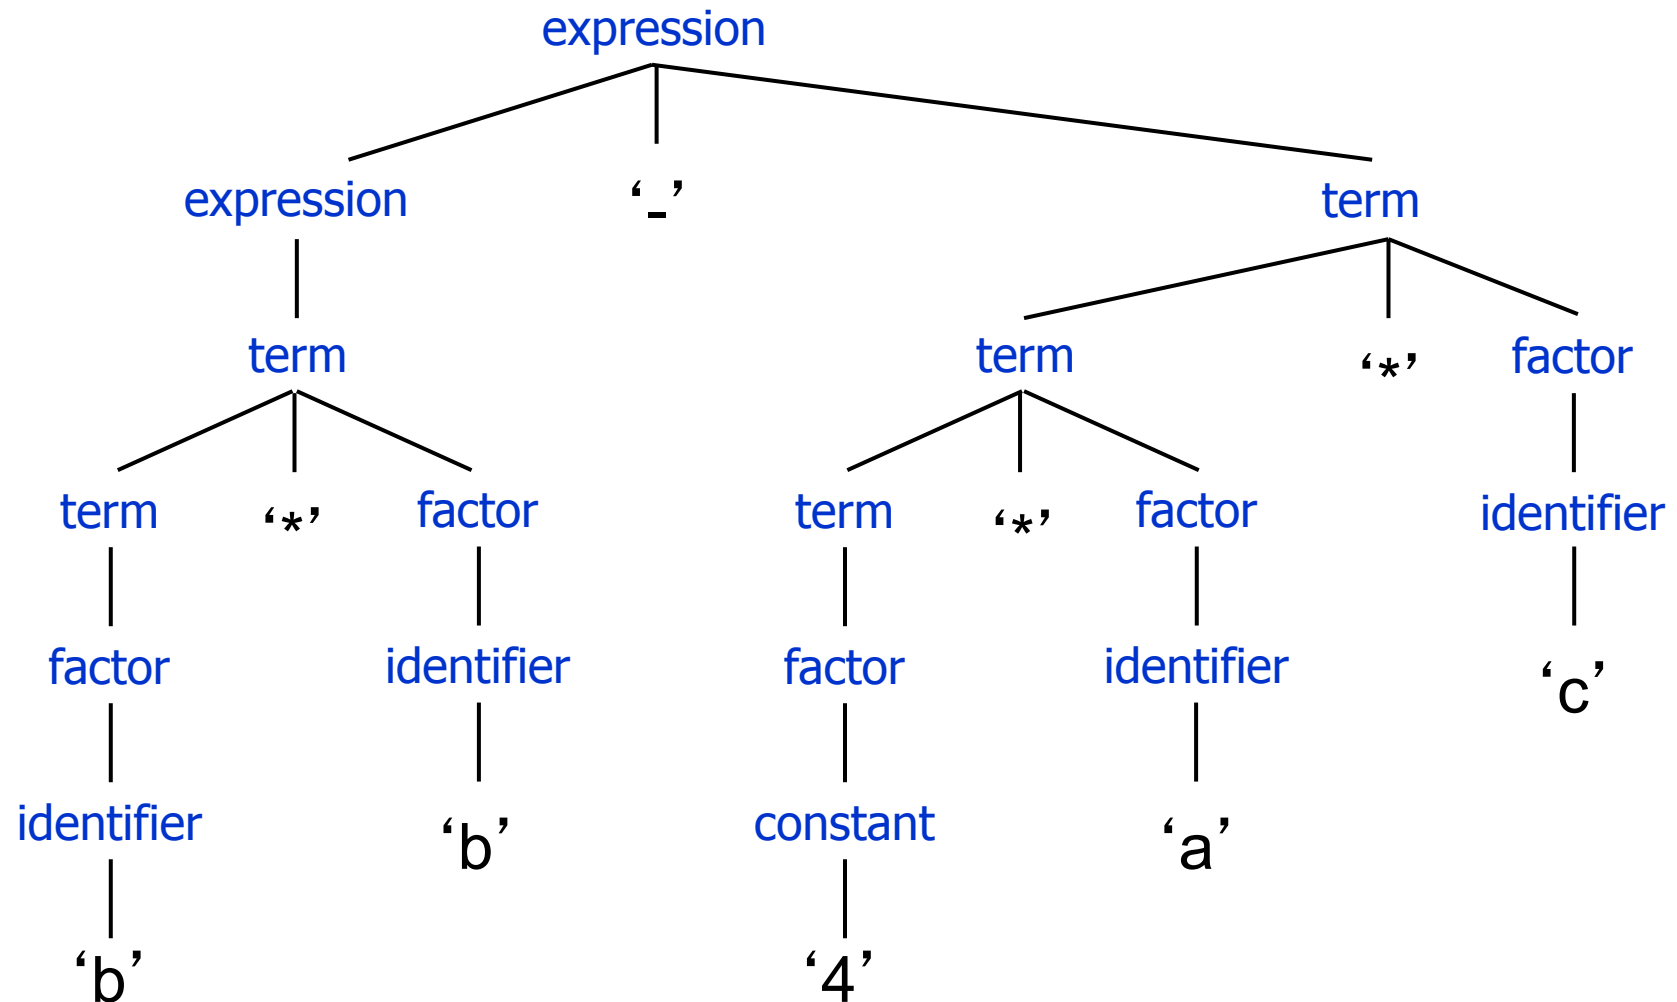 expression
expression ‘-’ term
term term ‘*’ factor
term ‘*’ factor term ‘*’ factor identifier
factor identifier factor identifier ‘c’
identifier ‘b’ constant ‘a’
‘b’ ‘4’